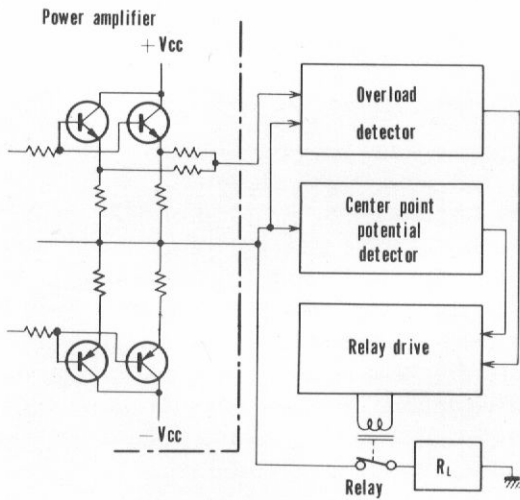 Power amplifier
+ Vcc
Overload
detector
Center point
potential
detector
Relay drive
− Vcc
Relay
RL